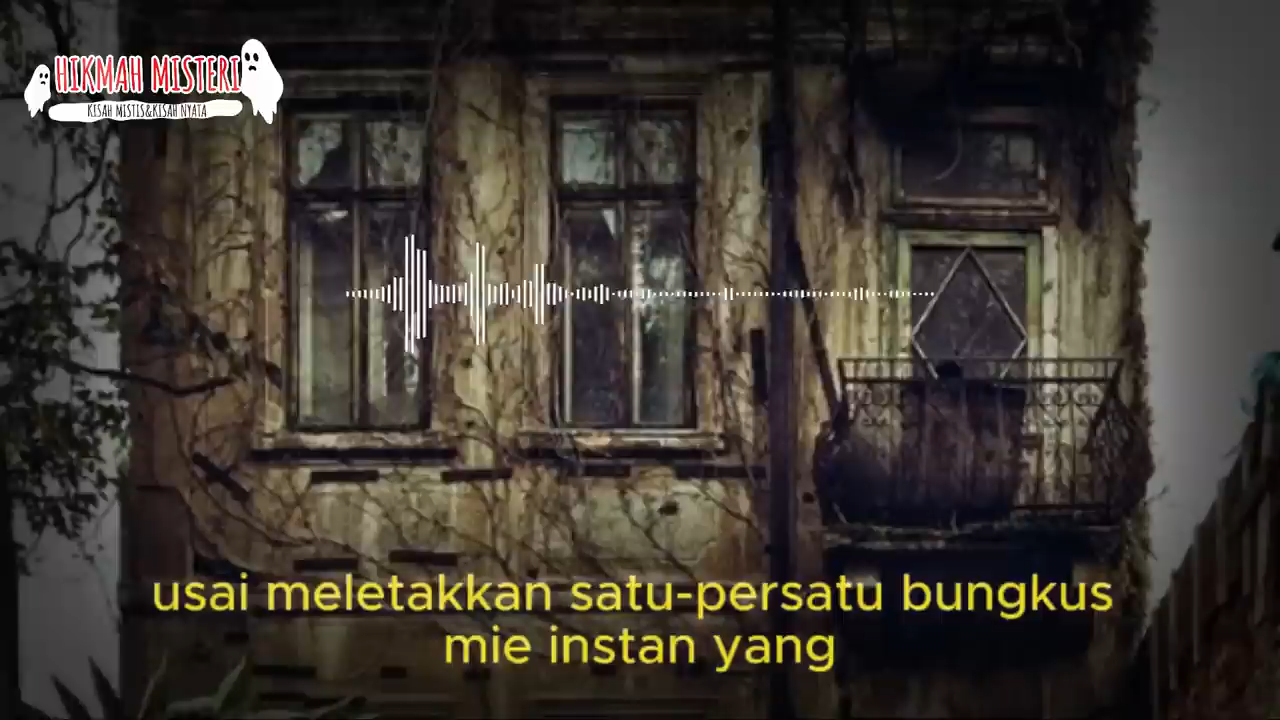 HIKMAH MISTERI
KISAH MISTIS&KISAH NYATA
usai meletakkan satu-persatu bungkus
mie instan yang